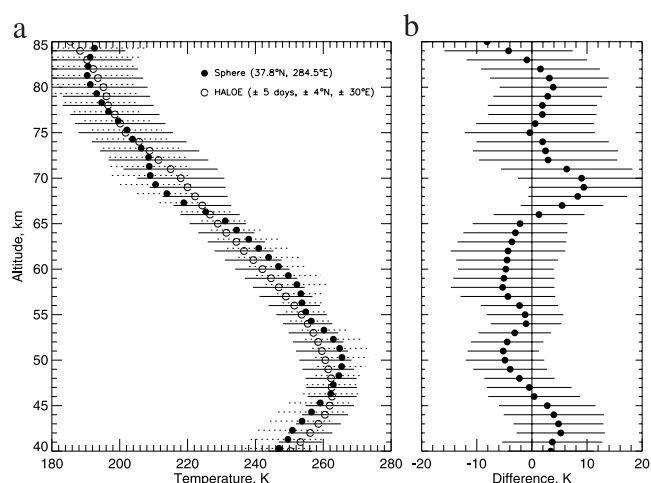 a
b
Altitude, km
85
80
75
70
65
60
55
50
45
40
Sphere (37.8°N, 284.5°E)
HALOE (± 5 days, ± 4°N, ± 30°E)
180 200 220 240 260 280
Temperature, K
-20 -10 0 10 20
Difference, K